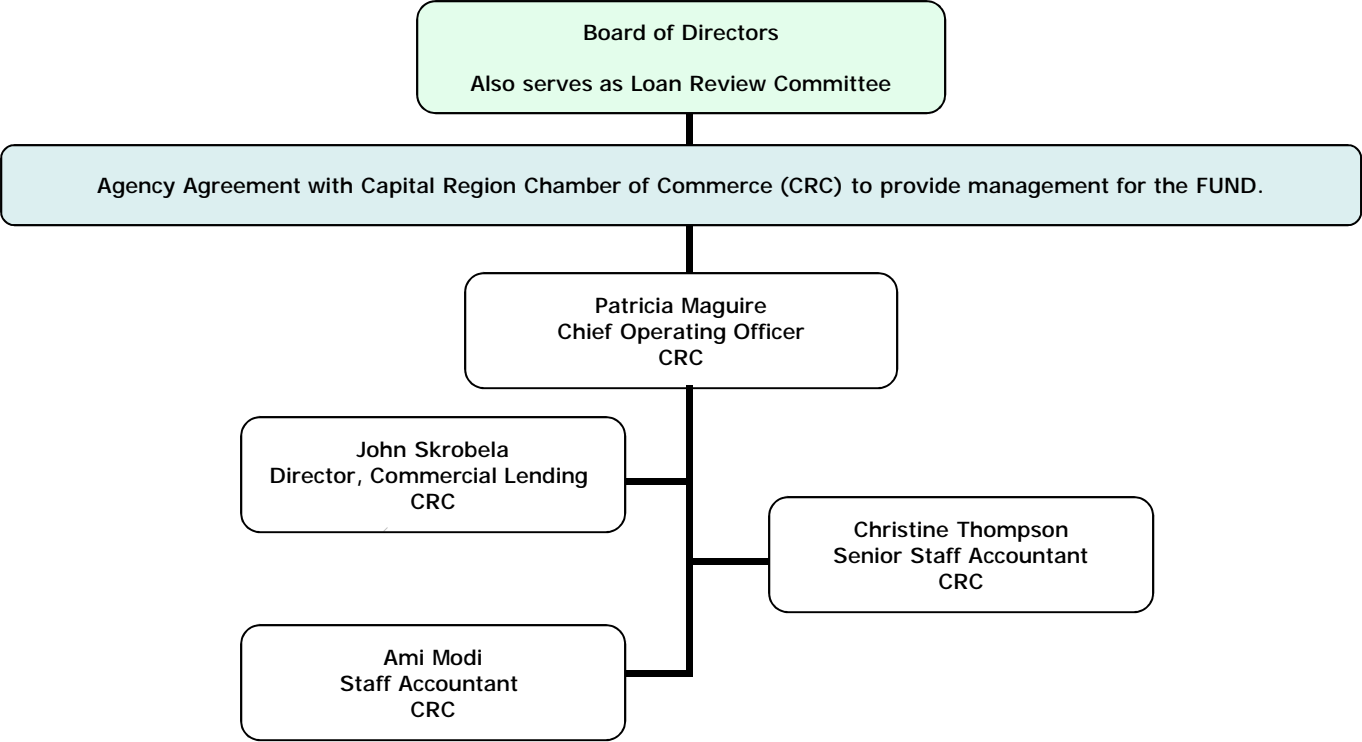 Board of Directors
Also serves as Loan Review Committee
Agency Agreement with Capital Region Chamber of Commerce (CRC) to provide management for the FUND.
Patricia Maguire
Chief Operating Officer
CRC
John Skrobela
Director, Commercial Lending
CRC
Christine Thompson
Senior Staff Accountant
CRC
Ami Modi
Staff Accountant
CRC